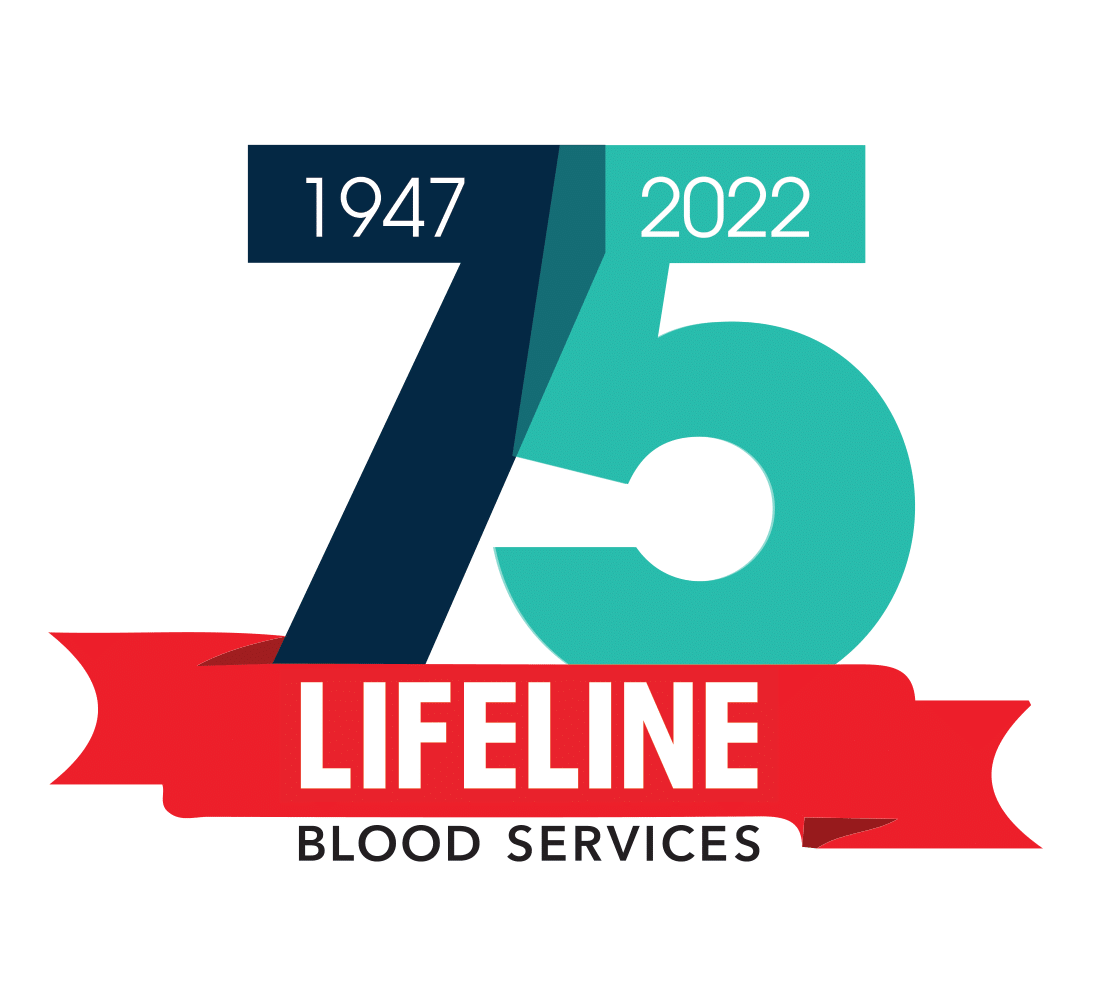 1947 2022
75
LIFELINE
BLOOD SERVICES